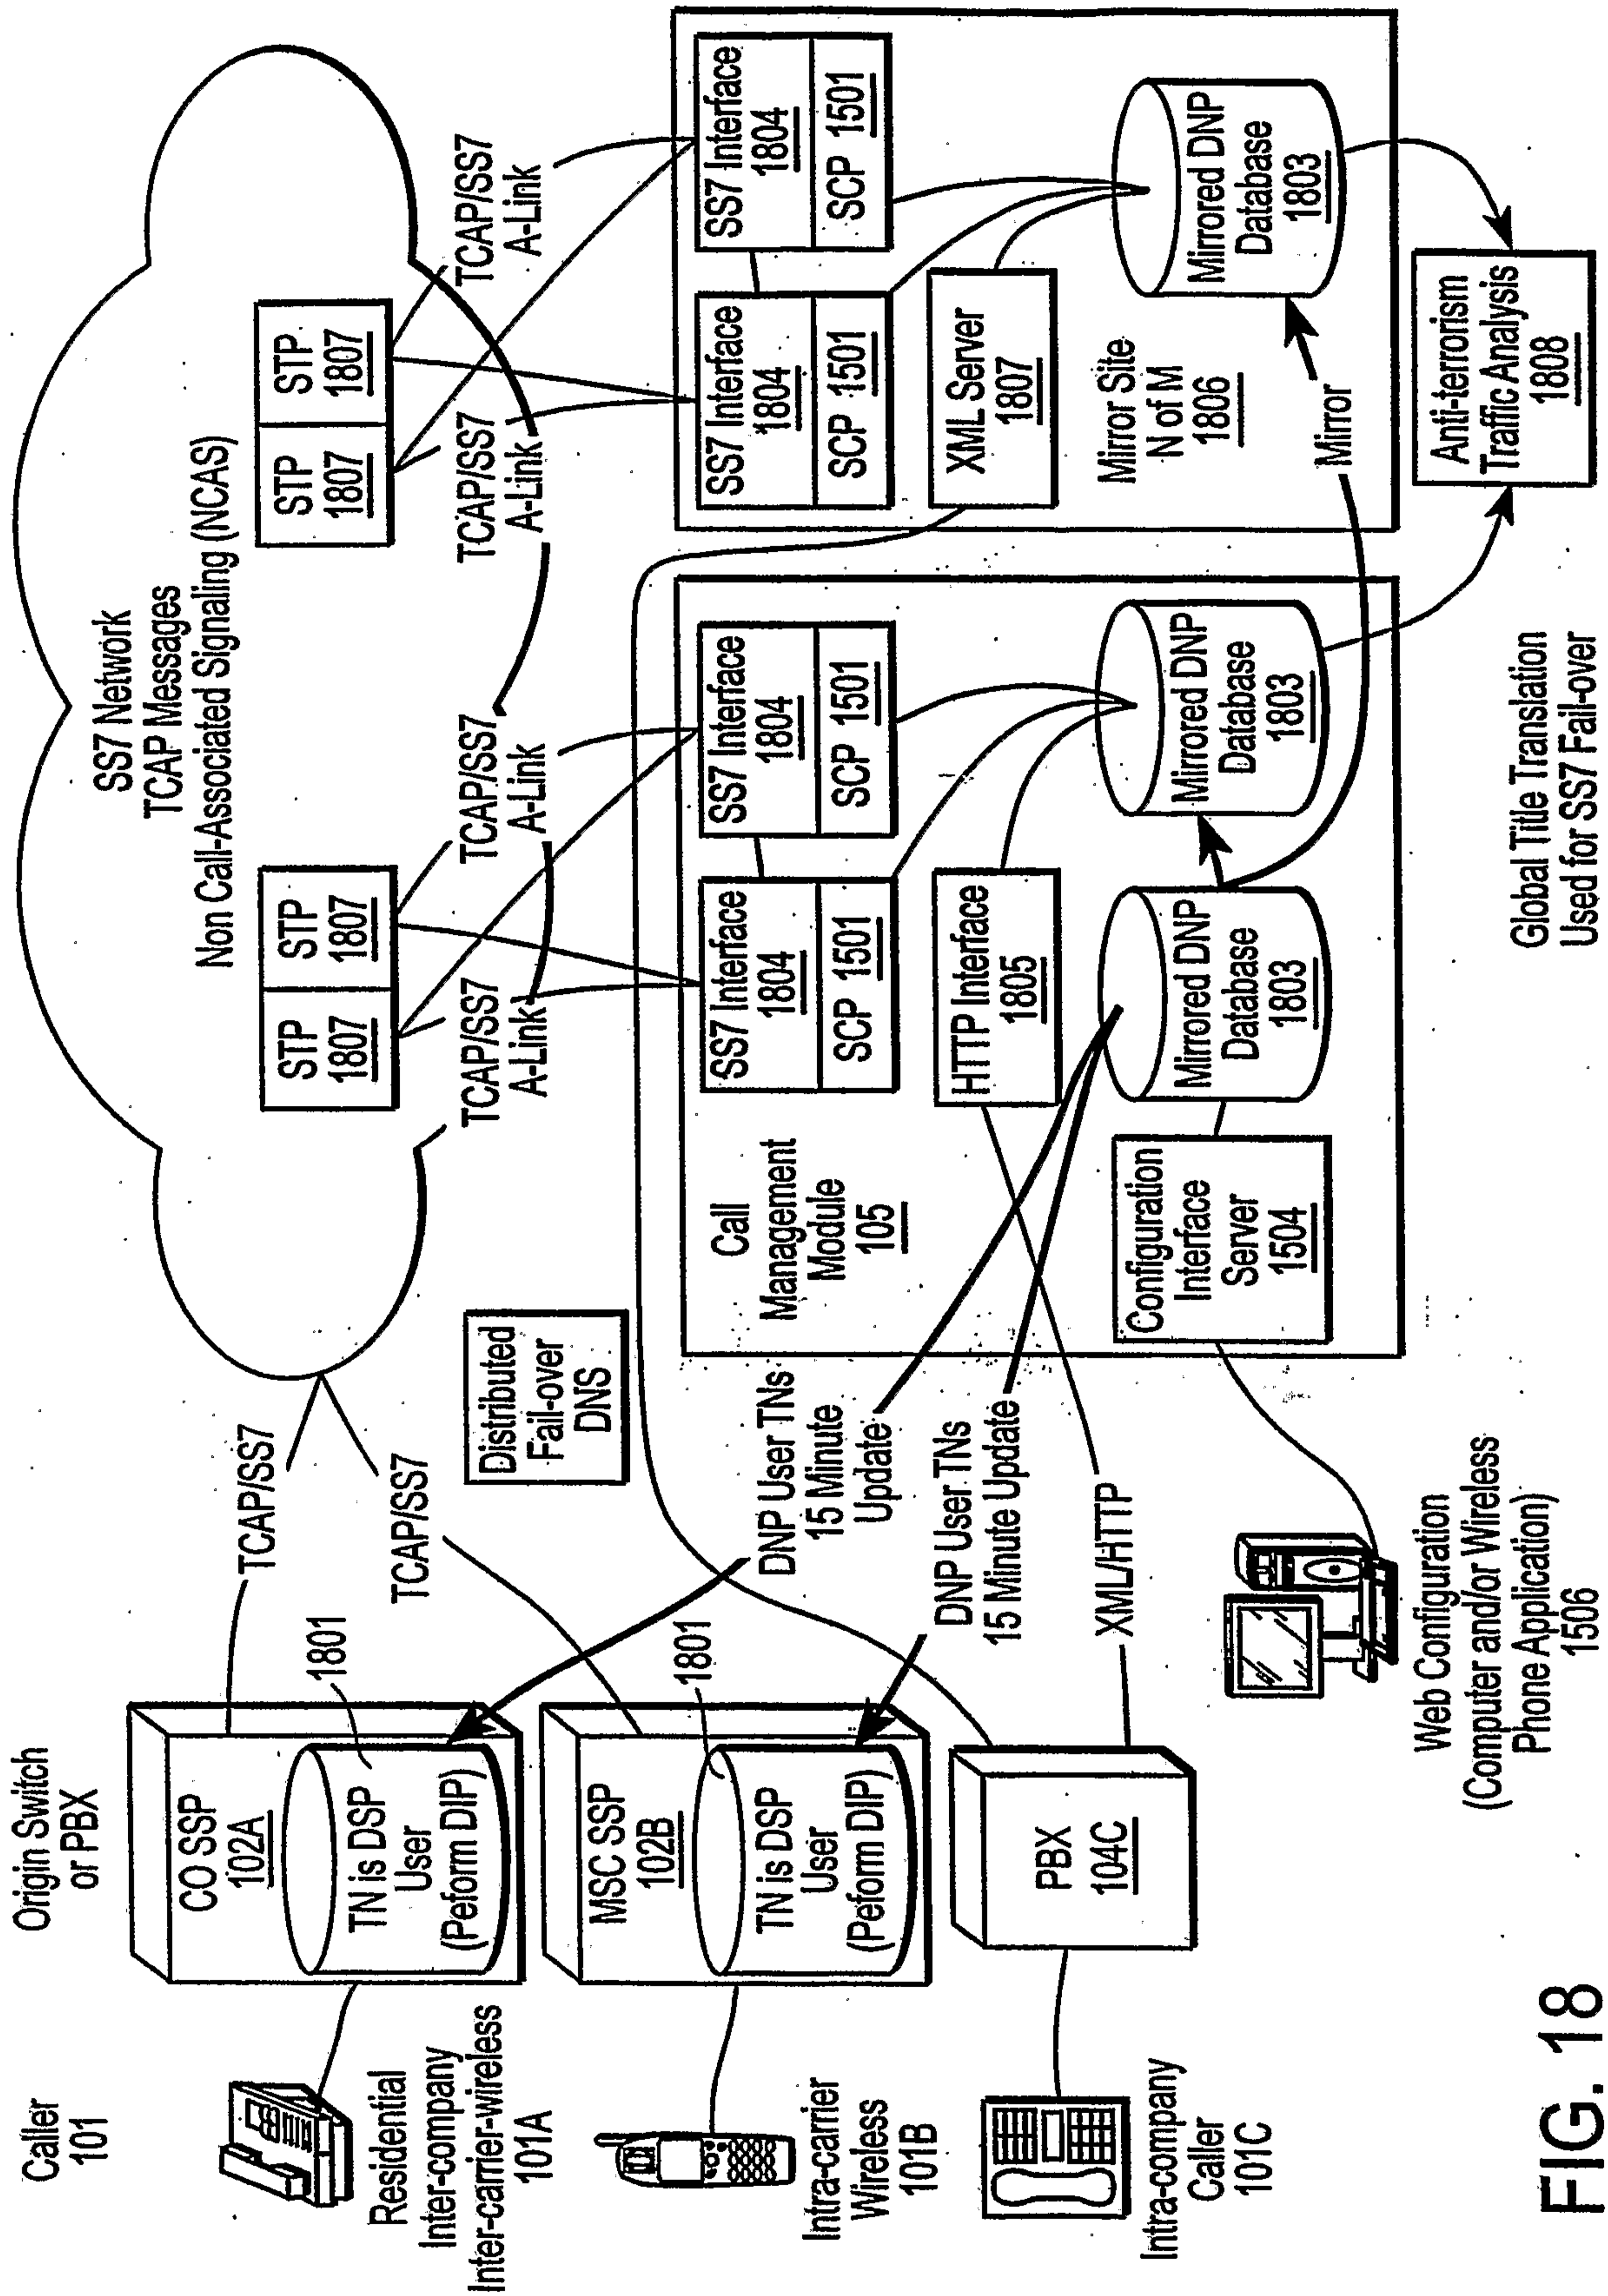 Caller
101
Origin Switch
or PBX
Residential
Inter-company
Inter-carrier-wireless
101A
CO SSP
102A
1801
TN is DSP
User
(Peform DIP)
TCAP/SS7
TCAP/SS7
Intra-carrier
Wireless
101B
MSC SSP
102B
1801
TN is DSP
User
(Peform DIP)
Intra-company
Caller
101C
PBX
104C
Distributed
Fail-over
DNS
DNP User TNs
15 Minute
Update
DNP User TNs
15 Minute Update
XML/HTTP
Web Configuration
(Computer and/or Wireless
Phone Application)
1506
SS7 Network
TCAP Messages
Non Call-Associated Signaling (NCAS)
STP
1807
STP
1807
STP
1807
STP
1807
TCAP/SS7
A-Link
TCAP/SS7
A-Link
TCAP/SS7
A-Link
TCAP/SS7
A-Link
Call
Management
Module
105
SS7 Interface
1804
SCP 1501
SS7 Interface
1804
SCP 1501
HTTP Interface
1805
Configuration
Interface
Server
1504
Mirrored DNP
Database
1803
Mirrored DNP
Database
1803
SS7 Interface
1804
SCP 1501
SS7 Interface
1804
SCP 1501
XML Server
1807
Mirror Site
N of M
1806
Mirrored DNP
Database
1803
Mirror
Anti-terrorism
Traffic Analysis
1808
Global Title Translation
Used for SS7 Fail-over
FIG. 18